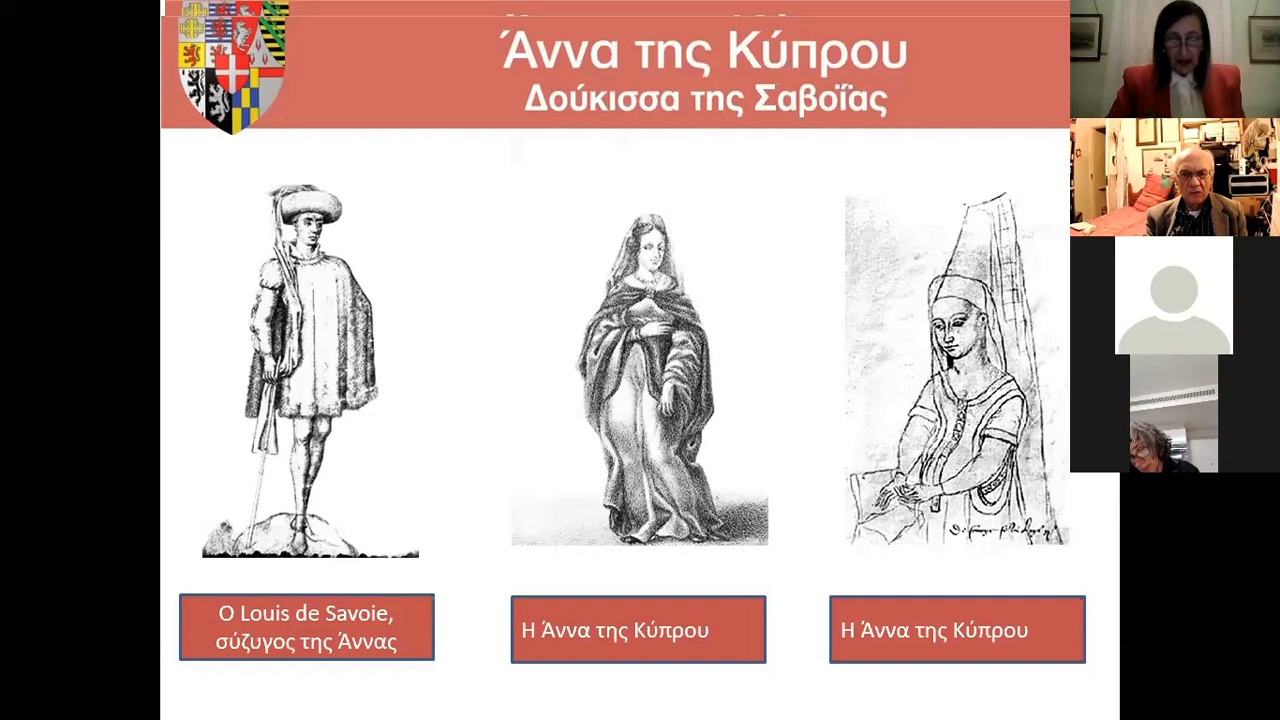 Άννα της Κύπρου
Δούκισσα της Σαβοΐας
Ο Louis de Savoie,
σύζυγος της Άννας
Η Άννα της Κύπρου
Η Άννα της Κύπρου